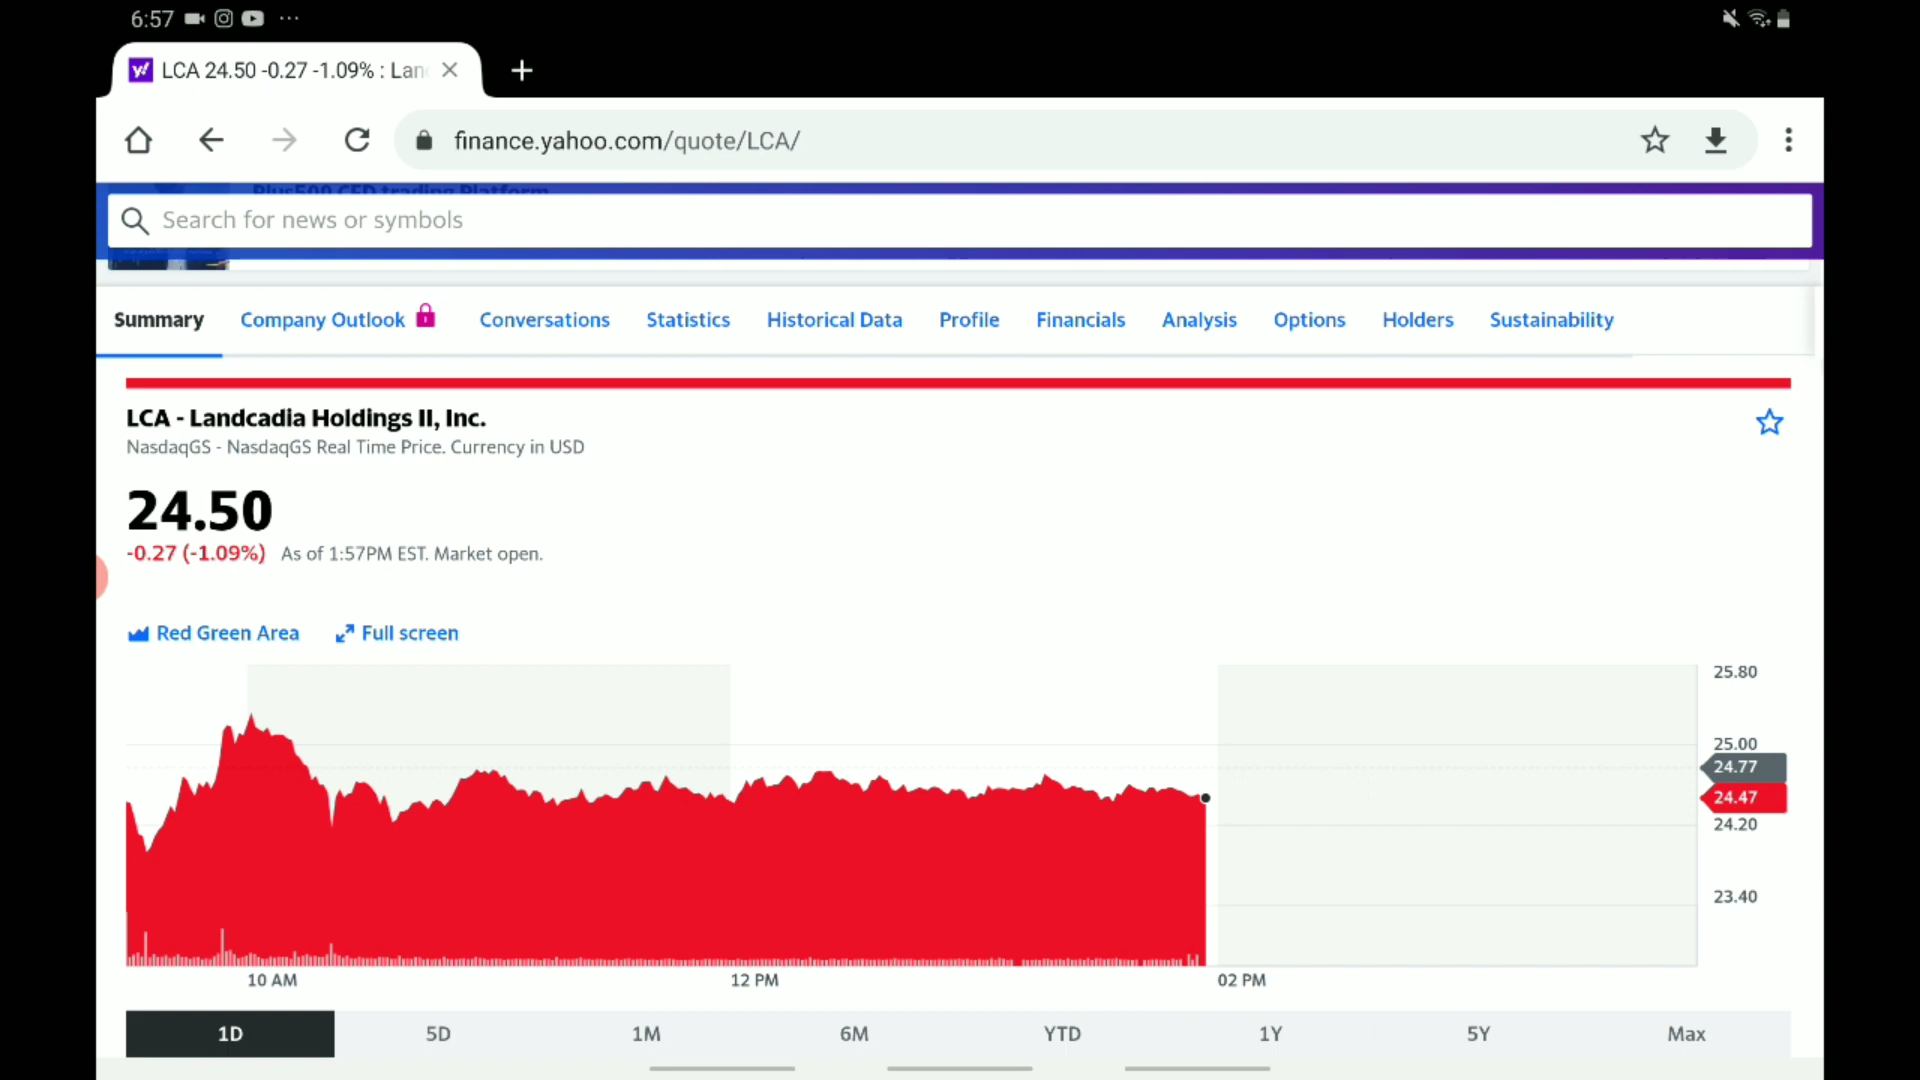 6:57
LCA 24.50 -0.27 -1.09% : Lan
finance.yahoo.com/quote/LCA/
Plus500 CFD trading Platform
Search for news or symbols
Summary Company Outlook Conversations Statistics Historical Data Profile Financials Analysis Options Holders Sustainability
LCA - Landcadia Holdings II, Inc.
NasdaqGS - NasdaqGS Real Time Price. Currency in USD
24.50
-0.27 (-1.09%) As of 1:57PM EST. Market open.
Red Green Area Full screen
25.80
25.00
24.77
24.47
24.20
23.40
10 AM 12 PM 02 PM
1D 5D 1M 6M YTD 1Y 5Y Max